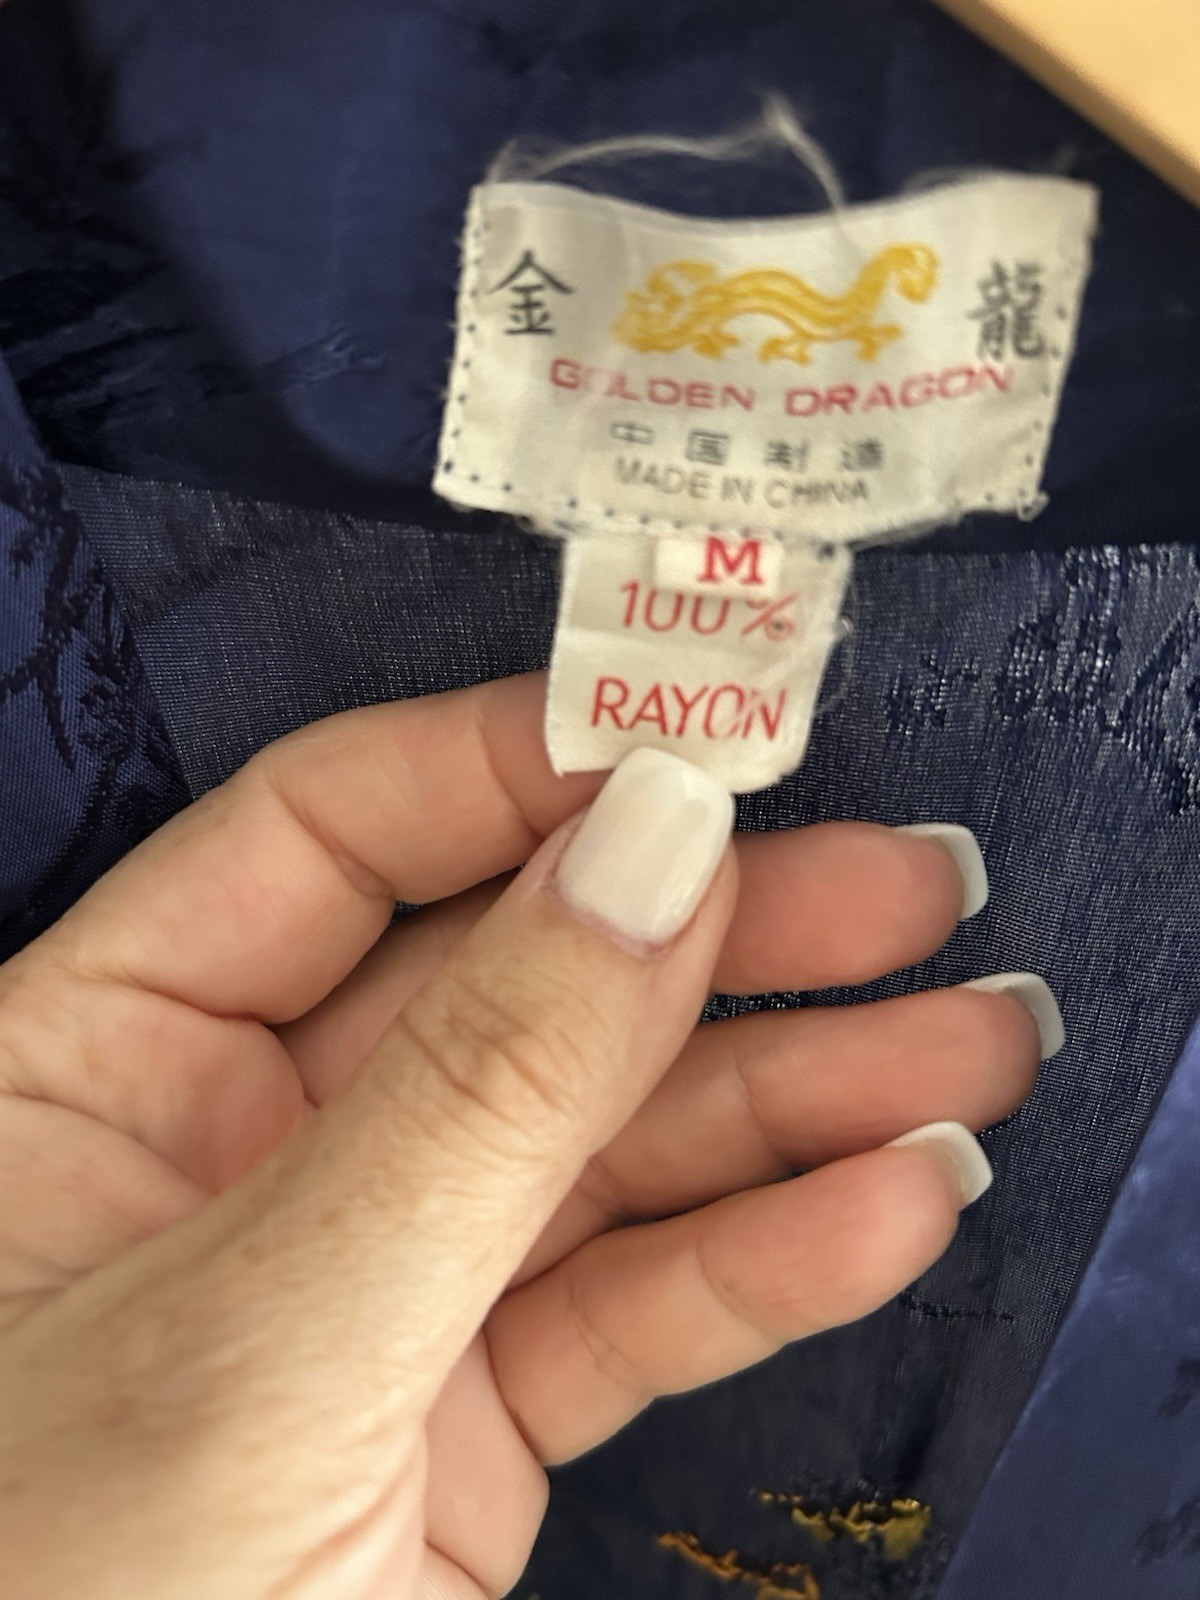 金 龍
GOLDEN DRAGON
中国制造
MADE IN CHINA
M
100%
RAYON